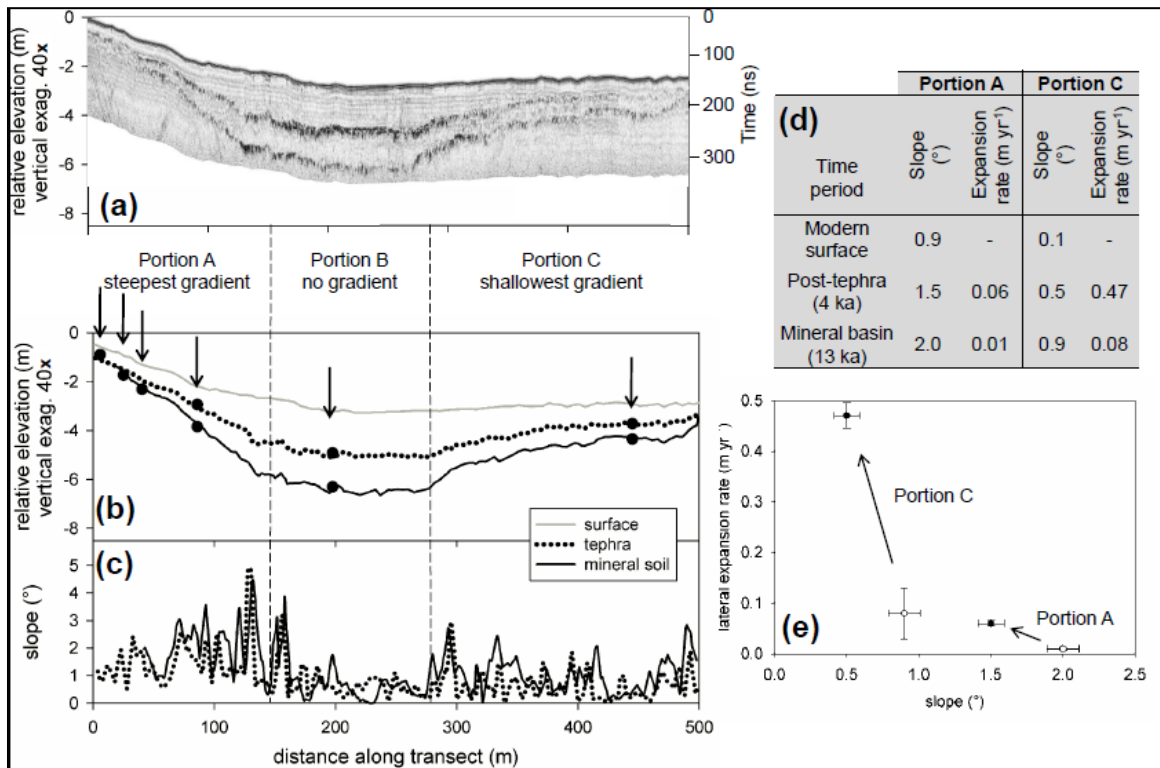 0
-2
-4
-6
-8
relative elevation (m)
vertical exag. 40x
0
100
200
300
Time (ns)
(a)
Portion A
steepest gradient
Portion B
no gradient
Portion C
shallowest gradient
0
-2
-4
-6
-8
relative elevation (m)
vertical exag. 40x
(b)
surface
tephra
mineral soil
(c)
5
4
3
2
1
0
slope (°)
0 100 200 300 400 500
distance along transect (m)
(d)
Portion A Portion C
Time
period
Slope
(°)
Expansion
rate (m yr-1)
Slope
(°)
Expansion
rate (m yr-1)
Modern
surface
0.9 - 0.1 -
Post-tephra
(4 ka)
1.5 0.06 0.5 0.47
Mineral basin
(13 ka)
2.0 0.01 0.9 0.08
0.5
0.4
0.3
0.2
0.1
0.0
lateral expansion rate (m yr-1)
Portion C
Portion A
(e)
0.0 0.5 1.0 1.5 2.0 2.5
slope (°)